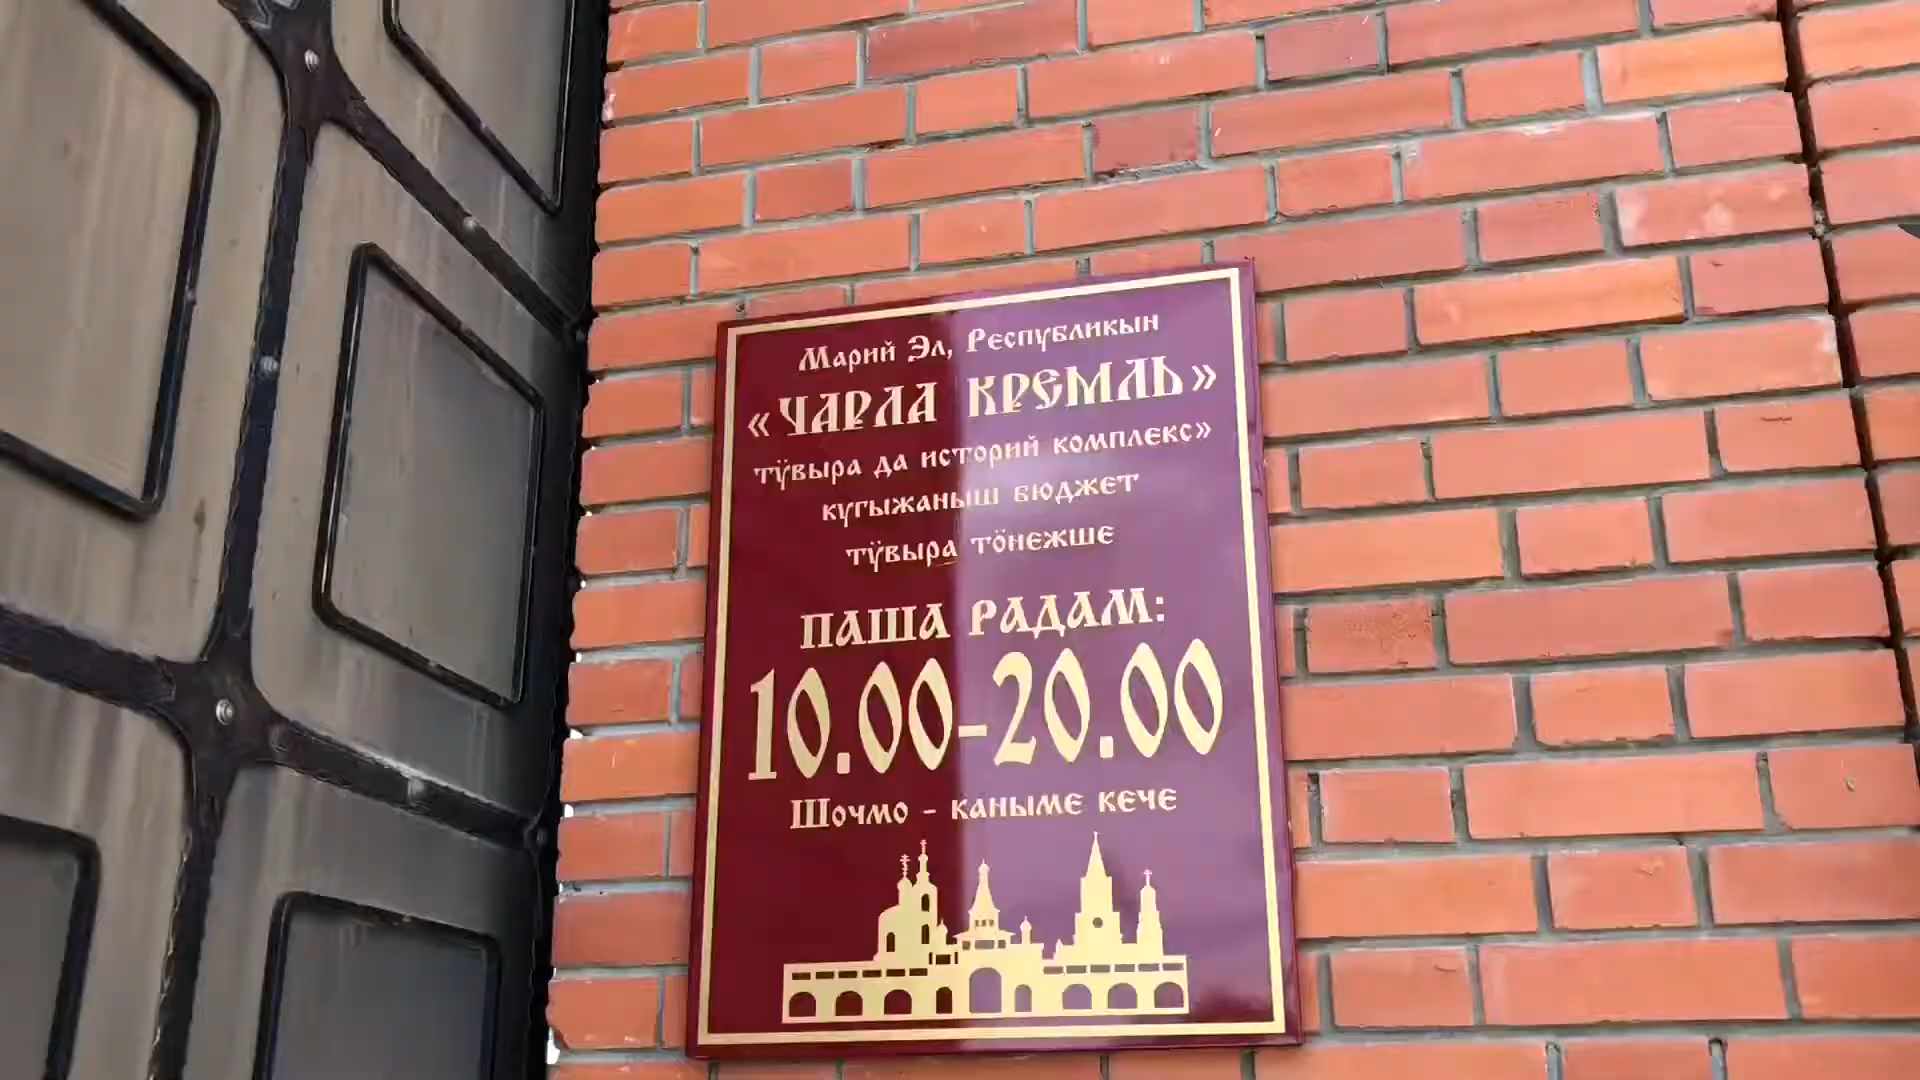 Марий Эл, Республикын
«ЧАРЛА КРЕМЛЬ»
тӱвыра да историй комплекс»
кугыжаныш бюджет
тӱвыра тӧнежше
ПАША РАДАМ:
10.00-20.00
Шочмо - каныме кече